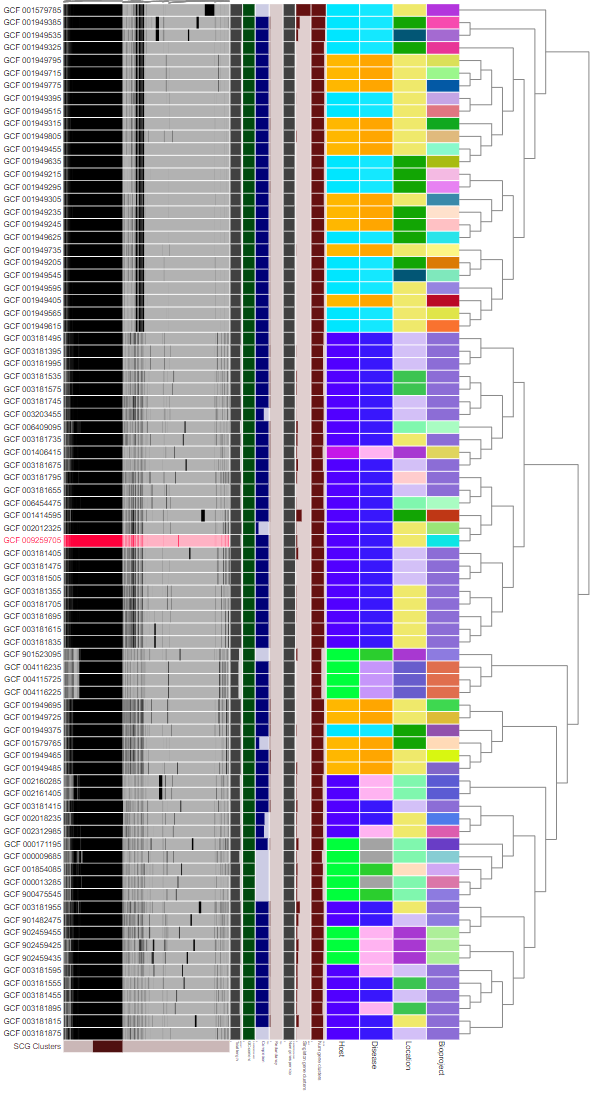 GCF 001579785
GCF 001949385
GCF 001949535
GCF 001949325
GCF 001949795
GCF 001949715
GCF 001949775
GCF 001949395
GCF 001949515
GCF 001949315
GCF 001949805
GCF 001949455
GCF 001949635
GCF 001949215
GCF 001949295
GCF 001949305
GCF 001949235
GCF 001949245
GCF 001949625
GCF 001949735
GCF 001949205
GCF 001949545
GCF 001949595
GCF 001949405
GCF 001949565
GCF 001949615
GCF 003181495
GCF 003181395
GCF 003181995
GCF 003181535
GCF 003181575
GCF 003181745
GCF 003203455
GCF 006409095
GCF 003181735
GCF 001406415
GCF 003181675
GCF 003181795
GCF 003181655
GCF 006454475
GCF 001414595
GCF 002012325
GCF 009259705
GCF 003181405
GCF 003181475
GCF 003181505
GCF 003181355
GCF 003181705
GCF 003181695
GCF 003181615
GCF 003181835
GCF 901523095
GCF 004116235
GCF 004115725
GCF 004116225
GCF 001949695
GCF 001949725
GCF 001949375
GCF 001579765
GCF 001949465
GCF 001949485
GCF 002160285
GCF 002161405
GCF 003181415
GCF 002018235
GCF 002312985
GCF 000171195
GCF 000009685
GCF 001854085
GCF 000013285
GCF 900475545
GCF 003181955
GCF 901482475
GCF 902459455
GCF 902459425
GCF 902459435
GCF 003181595
GCF 003181555
GCF 003181455
GCF 003181895
GCF 003181815
GCF 003181875
SCG Clusters
Host
Disease
Location
Bioproject